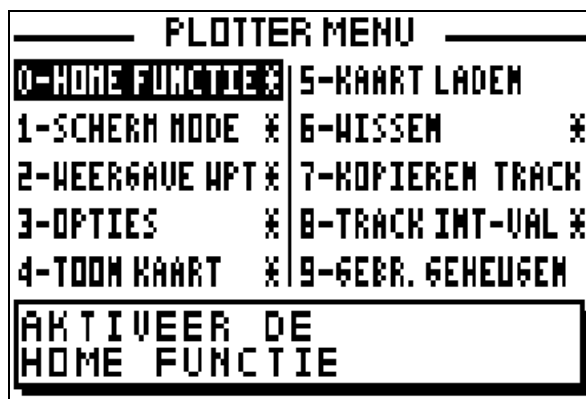 PLOTTER MENU
0-HOME FUNCTIE*
1-SCHERM MODE *
2-WEERGAVE WPT*
3-OPTIES *
4-TOON KAART *
5-KAART LADEN
6-WISSEN *
7-KOPIEREN TRACK
8-TRACK INT-VAL *
9-GEBR. GEHEUGEN
AKTIVEER DE
HOME FUNCTIE